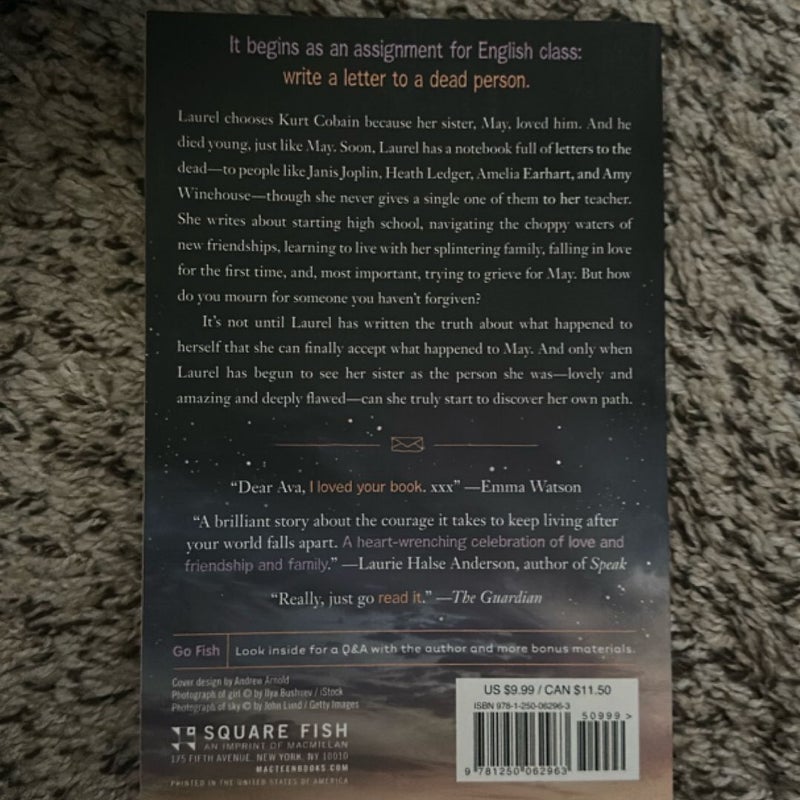 It begins as an assignment for English class:
write a letter to a dead person.
Laurel chooses Kurt Cobain because her sister, May, loved him. And he
died young, just like May. Soon, Laurel has a notebook full of letters to the
dead—to people like Janis Joplin, Heath Ledger, Amelia Earhart, and Amy
Winehouse—though she never gives a single one of them to her teacher.
She writes about starting high school, navigating the choppy waters of
new friendships, learning to live with her splintering family, falling in love
for the first time, and, most important, trying to grieve for May. But how
do you mourn for someone you haven't forgiven?
It's not until Laurel has written the truth about what happened to
herself that she can finally accept what happened to May. And only when
Laurel has begun to see her sister as the person she was—lovely and
amazing and deeply flawed—can she truly start to discover her own path.
"Dear Ava, I loved your book. xxx" —Emma Watson
"A brilliant story about the courage it takes to keep living after
your world falls apart. A heart-wrenching celebration of love and
friendship and family." —Laurie Halse Anderson, author of Speak
"Really, just go read it." —The Guardian
Go Fish Look inside for a Q&A with the author and more bonus materials.
Cover design by Andrew Arnold
Photograph of girl © by Ilya Bushuev / iStock
Photograph of sky © by John Lund / Getty Images
SQUARE FISH
AN IMPRINT OF MACMILLAN
175 FIFTH AVENUE, NEW YORK, NY 10010
MACTEENBOOKS.COM
PRINTED IN THE UNITED STATES OF AMERICA
US $9.99 / CAN $11.50
ISBN 978-1-250-06296-3
50999 >
9 781250 062963